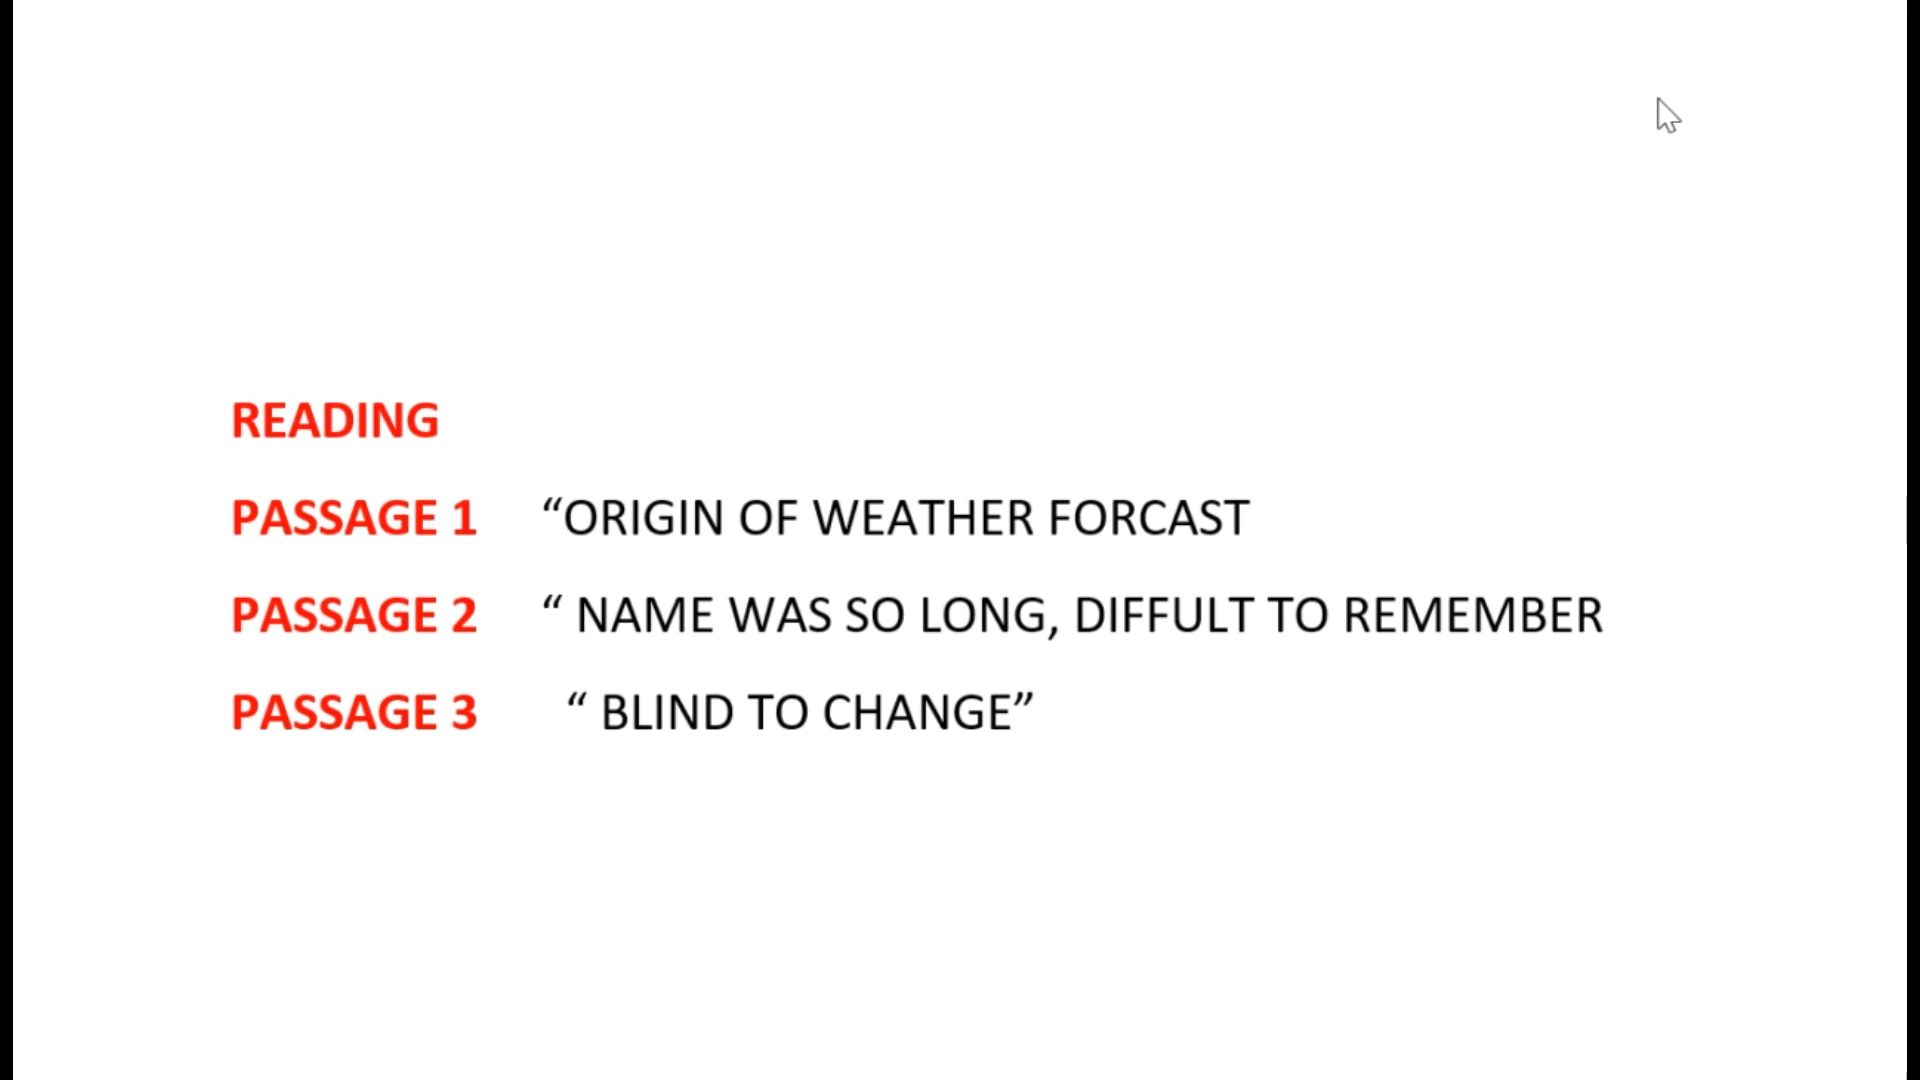 READING
PASSAGE 1 “ORIGIN OF WEATHER FORCAST
PASSAGE 2 “ NAME WAS SO LONG, DIFFULT TO REMEMBER
PASSAGE 3 “ BLIND TO CHANGE”